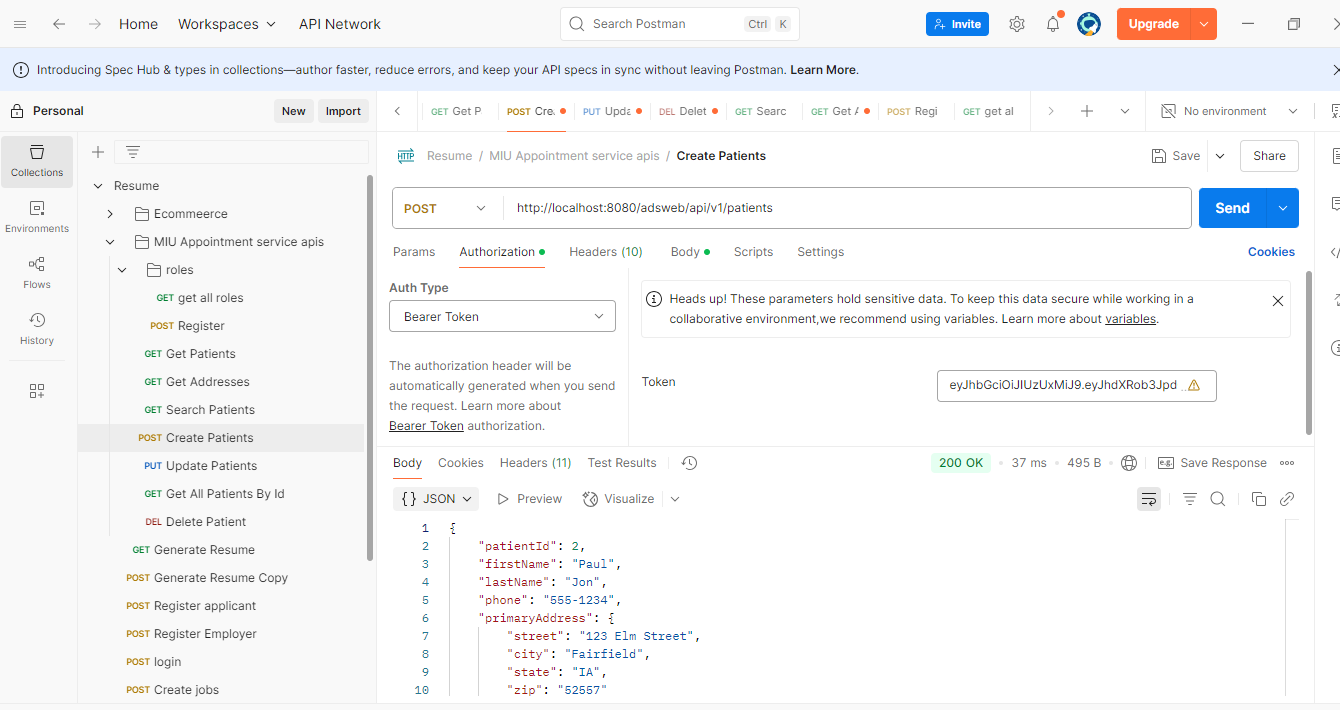 Home Workspaces API Network Search Postman Ctrl K Invite Upgrade
Introducing Spec Hub & types in collections—author faster, reduce errors, and keep your API specs in sync without leaving Postman. Learn More.
Personal New Import
GET Get P POST Cre. PUT Upda DEL Delet GET Searc GET Get A POST Regi GET get al No environment
Collections
Environments
Flows
History
Resume
Ecommeerce
MIU Appointment service apis
roles
GET get all roles
POST Register
GET Get Patients
GET Get Addresses
GET Search Patients
POST Create Patients
PUT Update Patients
GET Get All Patients By Id
DEL Delete Patient
GET Generate Resume
POST Generate Resume Copy
POST Register applicant
POST Register Employer
POST login
POST Create jobs
HTTP Resume / MIU Appointment service apis / Create Patients Save Share
POST http://localhost:8080/adsweb/api/v1/patients Send
Params Authorization Headers (10) Body Scripts Settings Cookies
Auth Type
Bearer Token
The authorization header will be
automatically generated when you send
the request. Learn more about
Bearer Token authorization.
Heads up! These parameters hold sensitive data. To keep this data secure while working in a
collaborative environment,we recommend using variables. Learn more about variables.
Token eyJhbGciOiJIUzUxMiJ9.eyJhdXRob3Jpd ...
Body Cookies Headers (11) Test Results 200 OK • 37 ms • 495 B • e.g. Save Response
{} JSON Preview Visualize
1 {
2 "patientId": 2,
3 "firstName": "Paul",
4 "lastName": "Jon",
5 "phone": "555-1234",
6 "primaryAddress": {
7 "street": "123 Elm Street",
8 "city": "Fairfield",
9 "state": "IA",
10 "zip": "52557"